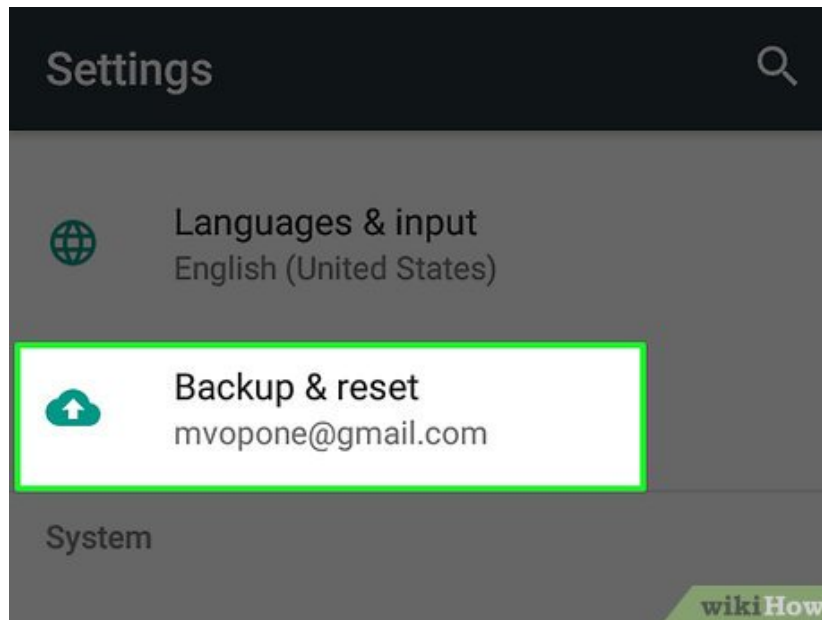 Settings
Languages & input
English (United States)
Backup & reset
mvopone@gmail.com
System
wikiHow